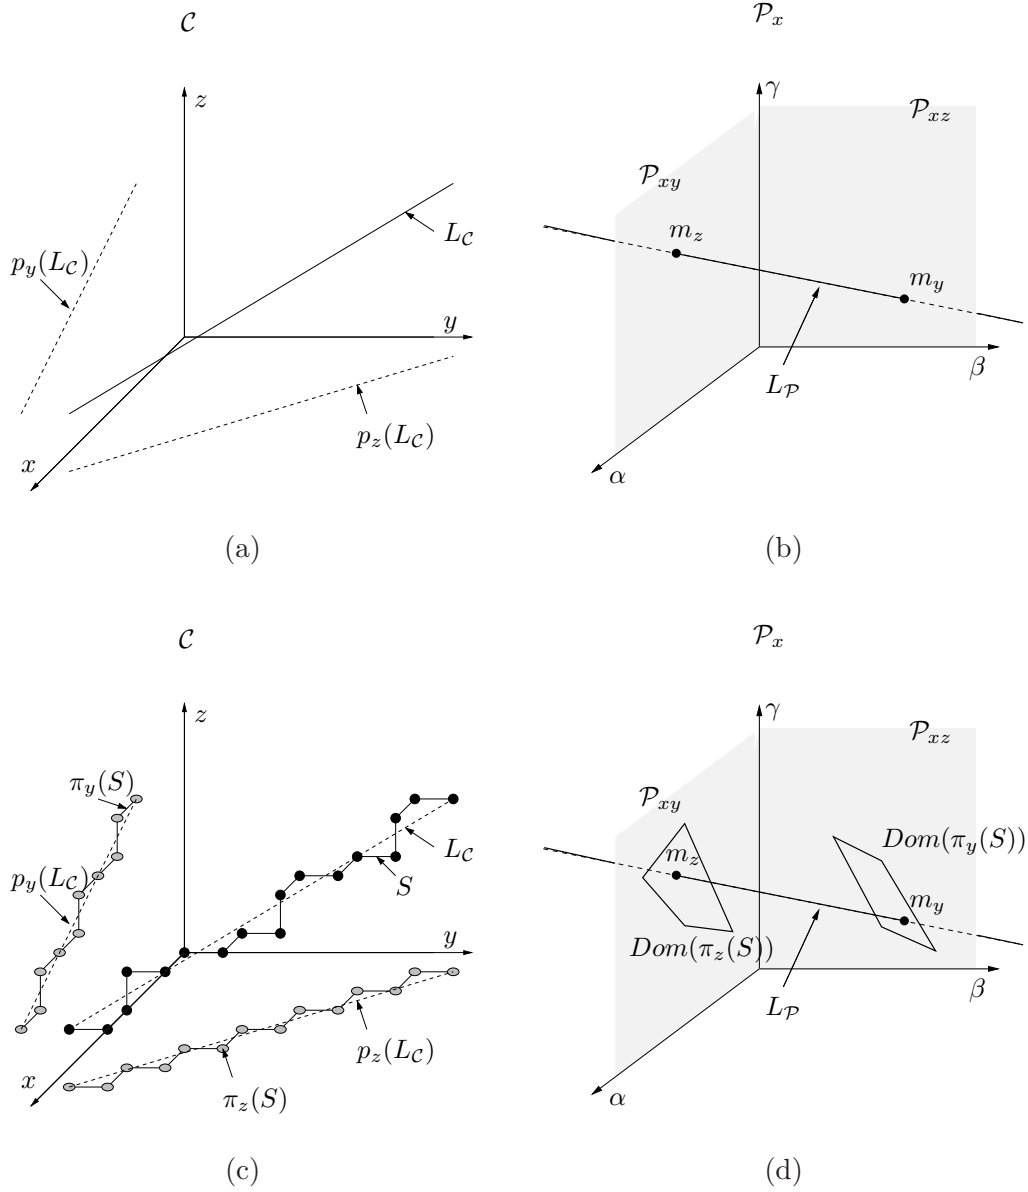 𝒞
z
L_𝒞
p_y(L_𝒞)
y
p_z(L_𝒞)
x
(a)
𝒫_x
γ
𝒫_xz
𝒫_xy
m_z
m_y
L_𝒫
β
α
(b)
𝒞
z
π_y(S)
L_𝒞
p_y(L_𝒞)
S
y
p_z(L_𝒞)
x
π_z(S)
(c)
𝒫_x
γ
𝒫_xz
𝒫_xy
Dom(π_y(S))
m_z
m_y
Dom(π_z(S))
L_𝒫
β
α
(d)